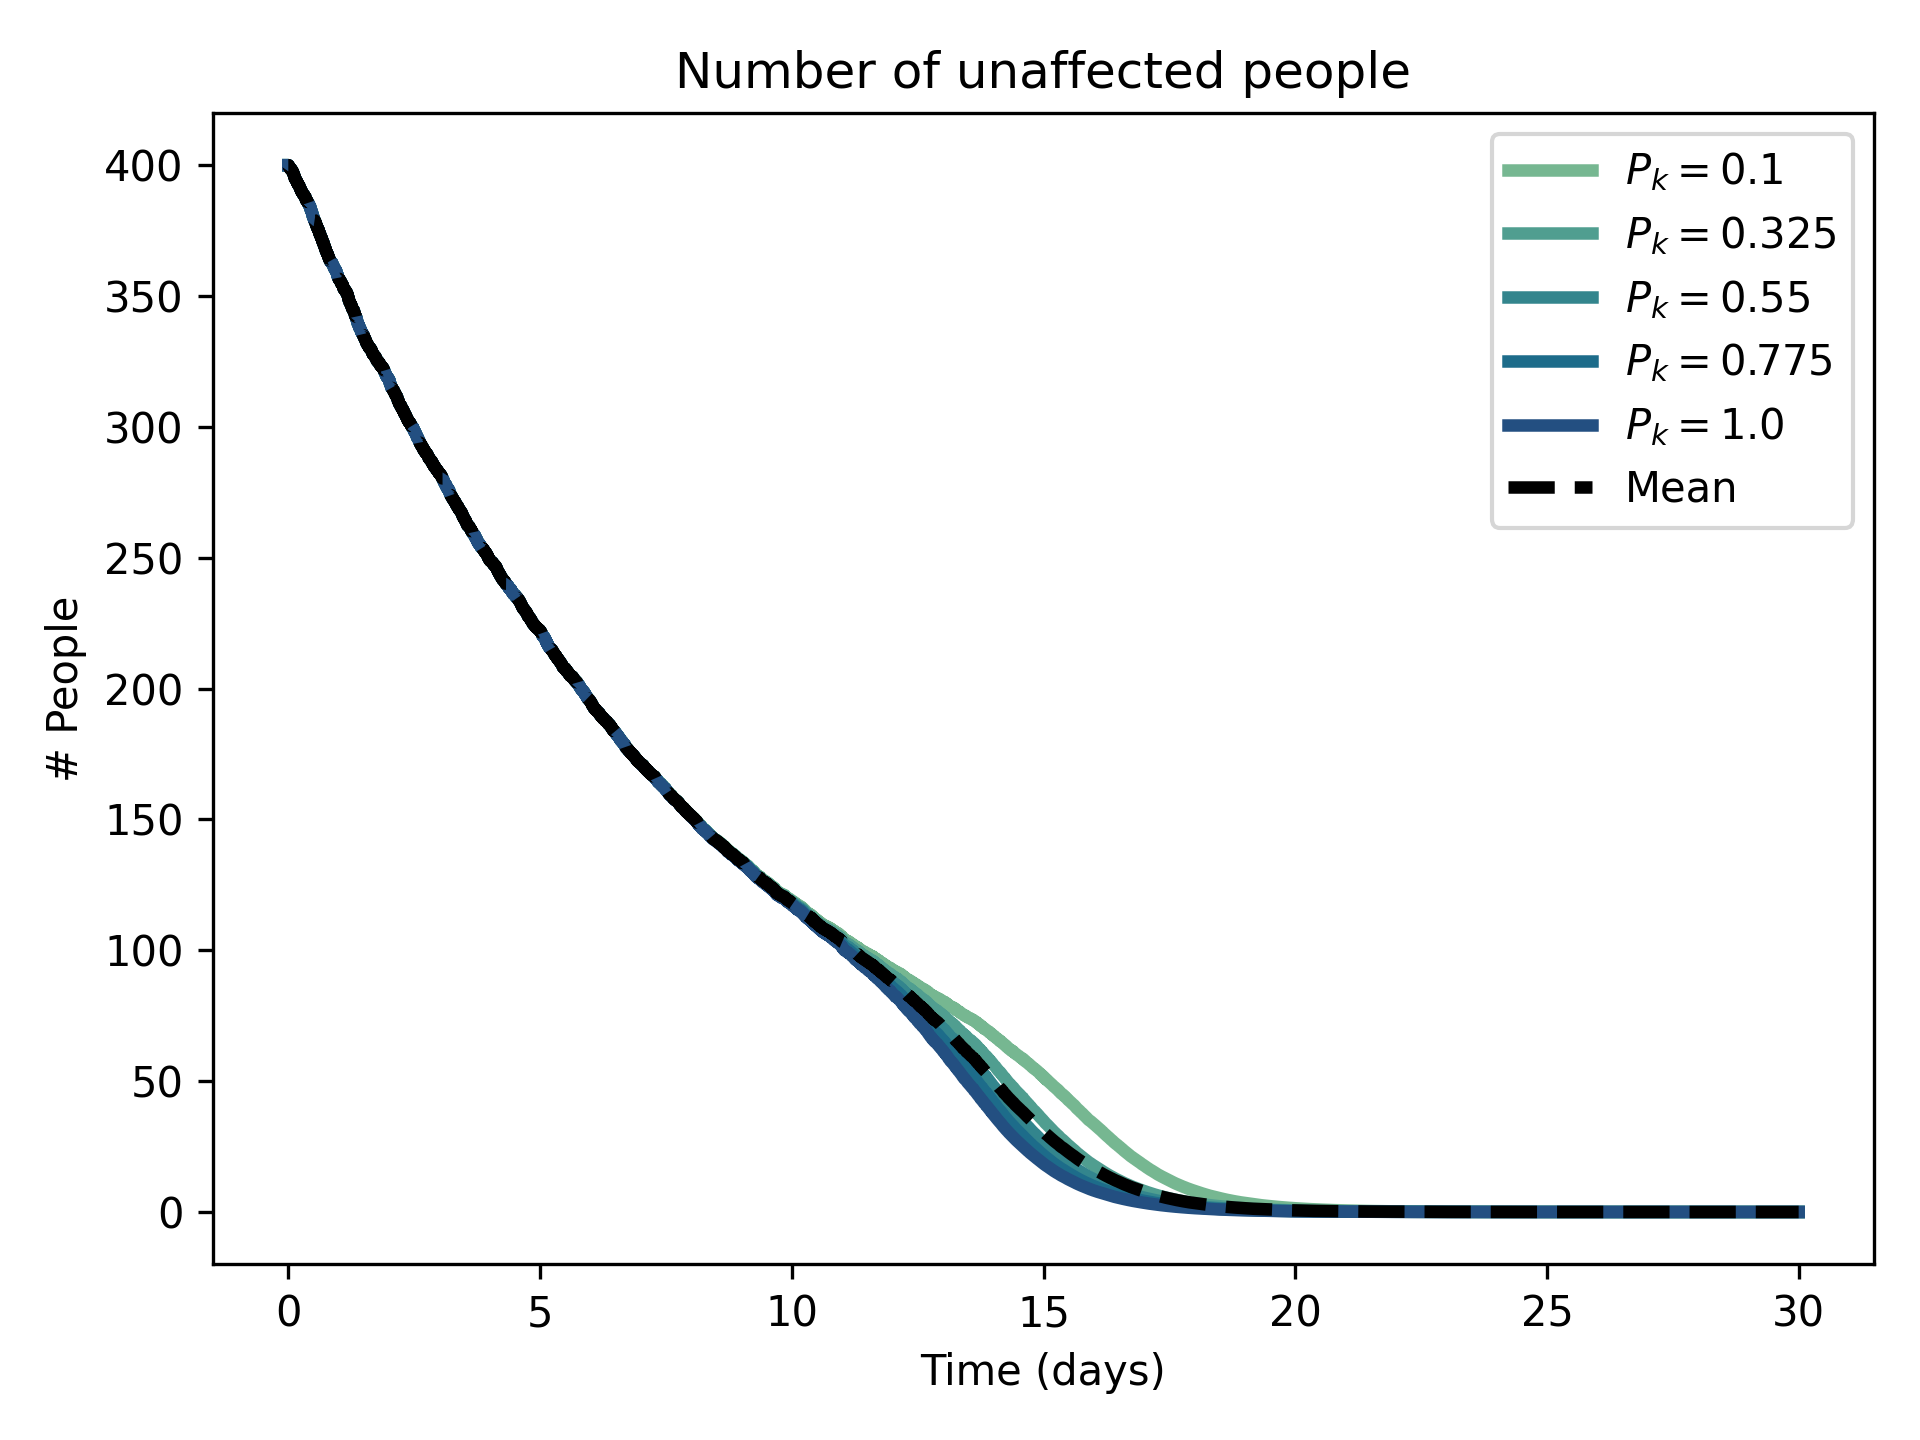 Number of unaffected people
400
350
300
250
200
150
100
50
0
# People
0 5 10 15 20 25 30
Time (days)
P_k = 0.1
P_k = 0.325
P_k = 0.55
P_k = 0.775
P_k = 1.0
Mean